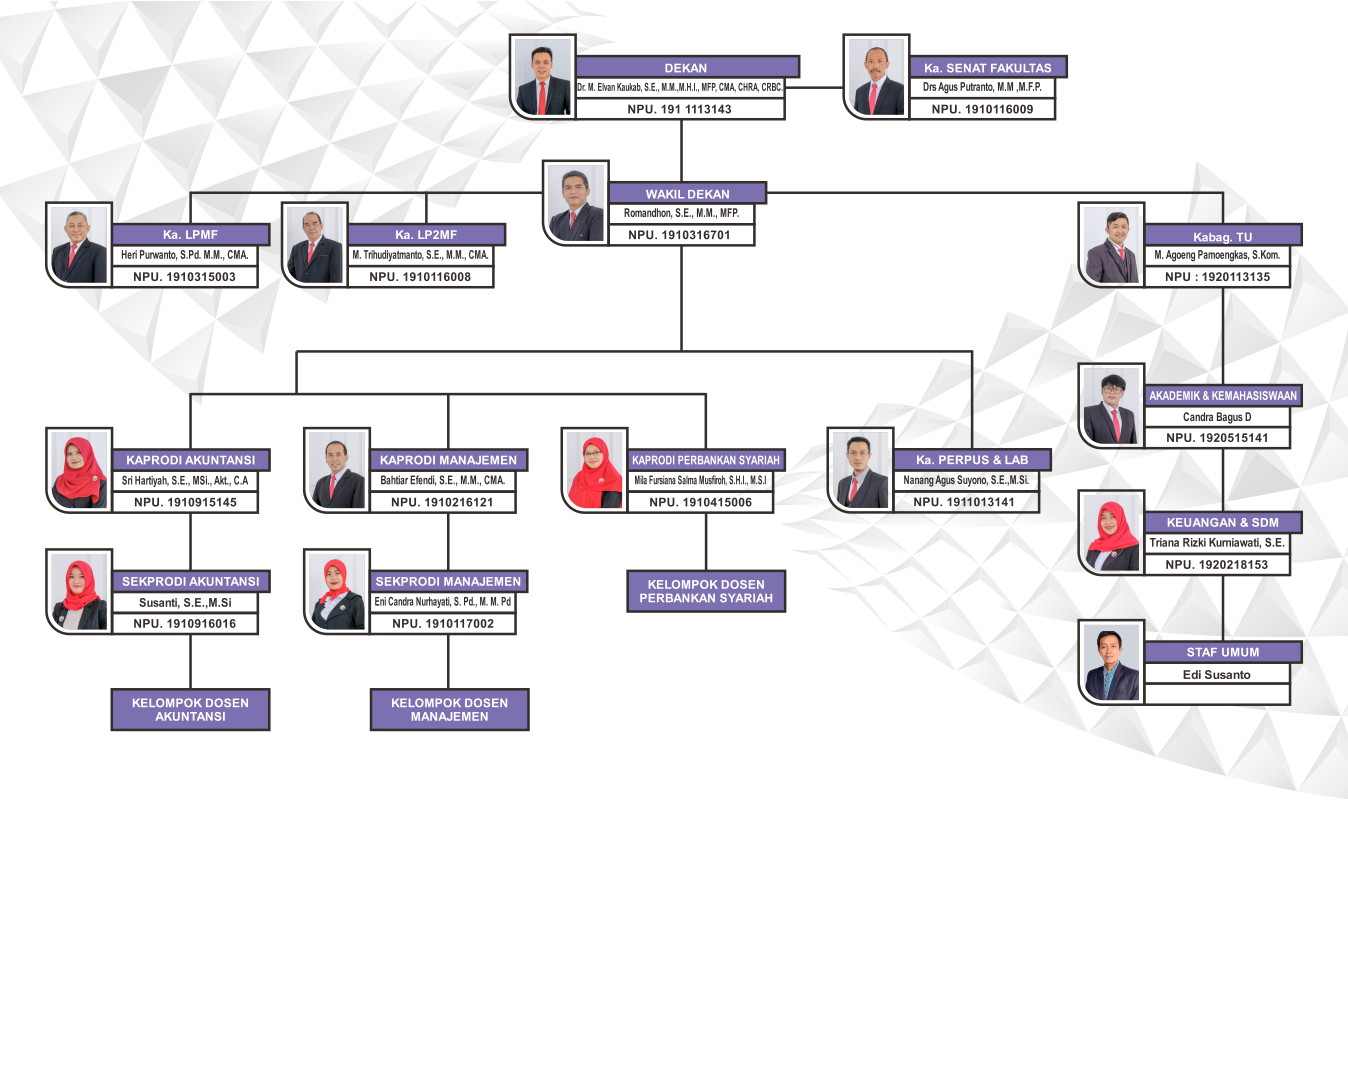 DEKAN
Dr. M. Elvan Kaukab, S.E., M.M.,M.H.I., MFP, CMA, CHRA, CRBC.
NPU. 191 1113143
Ka. SENAT FAKULTAS
Drs Agus Putranto, M.M ,M.F.P.
NPU. 1910116009
WAKIL DEKAN
Romandhon, S.E., M.M., MFP.
NPU. 1910316701
Ka. LPMF
Heri Purwanto, S.Pd. M.M., CMA.
NPU. 1910315003
Ka. LP2MF
M. Trihudiyatmanto, S.E., M.M., CMA.
NPU. 1910116008
Kabag. TU
M. Agoeng Pamoengkas, S.Kom.
NPU : 1920113135
AKADEMIK & KEMAHASISWAAN
Candra Bagus D
NPU. 1920515141
KAPRODI AKUNTANSI
Sri Hartiyah, S.E., MSi., Akt., C.A
NPU. 1910915145
KAPRODI MANAJEMEN
Bahtiar Efendi, S.E., M.M., CMA.
NPU. 1910216121
KAPRODI PERBANKAN SYARIAH
Mila Fursiana Salma Musfiroh, S.H.I., M.S.I
NPU. 1910415006
Ka. PERPUS & LAB
Nanang Agus Suyono, S.E.,M.Si.
NPU. 1911013141
KEUANGAN & SDM
Triana Rizki Kurniawati, S.E.
NPU. 1920218153
SEKPRODI AKUNTANSI
Susanti, S.E.,M.Si
NPU. 1910916016
SEKPRODI MANAJEMEN
Eni Candra Nurhayati, S. Pd., M. M. Pd
NPU. 1910117002
KELOMPOK DOSEN
PERBANKAN SYARIAH
STAF UMUM
Edi Susanto
KELOMPOK DOSEN
AKUNTANSI
KELOMPOK DOSEN
MANAJEMEN